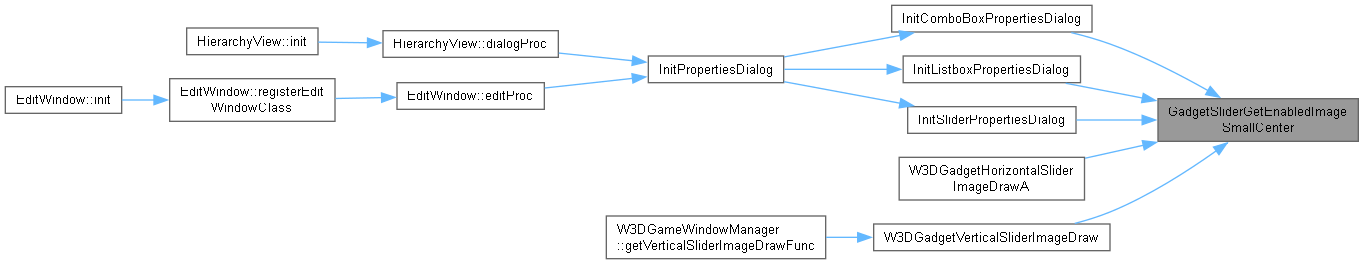 InitComboBoxPropertiesDialog
HierarchyView::init
HierarchyView::dialogProc
InitPropertiesDialog
InitListboxPropertiesDialog
EditWindow::init
EditWindow::registerEdit
WindowClass
EditWindow::editProc
InitSliderPropertiesDialog
GadgetSliderGetEnabledImage
SmallCenter
W3DGadgetHorizontalSlider
ImageDrawA
W3DGameWindowManager
::getVerticalSliderImageDrawFunc
W3DGadgetVerticalSliderImageDraw